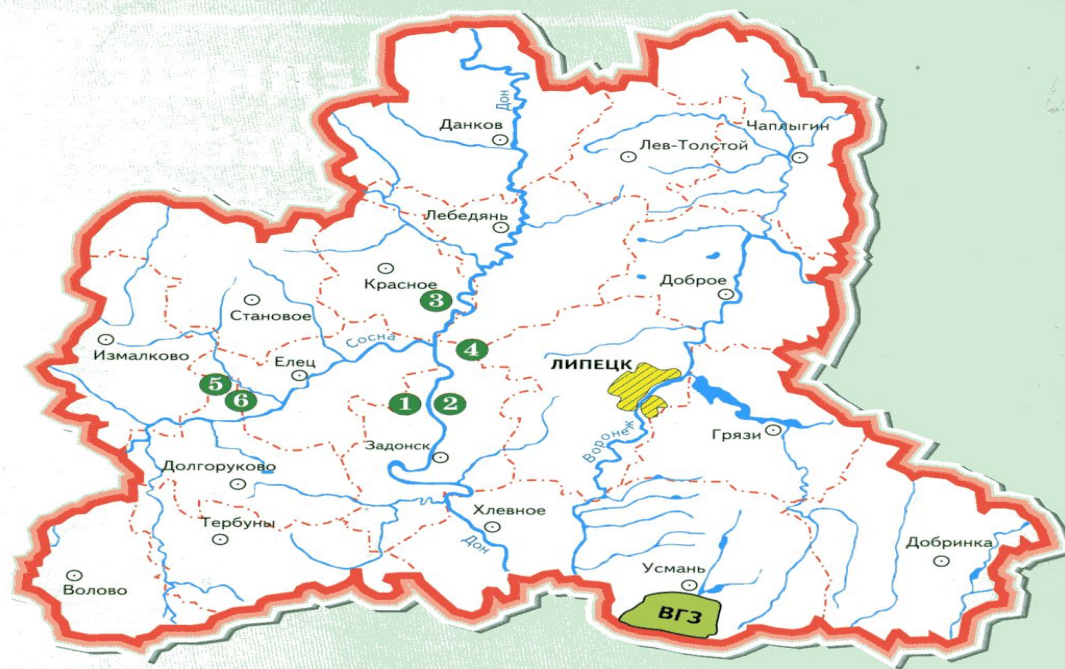 Дон
Данков
Чаплыгин
Лев-Толстой
Лебедянь
Красное
Доброе
3
Становое
Сосна
Измалково
4
Елец
ЛИПЕЦК
5
6
1
2
Грязи
Воронеж
Задонск
Долгоруково
Хлевное
Тербуны
Дон
Добринка
Усмань
Волово
ВГЗ